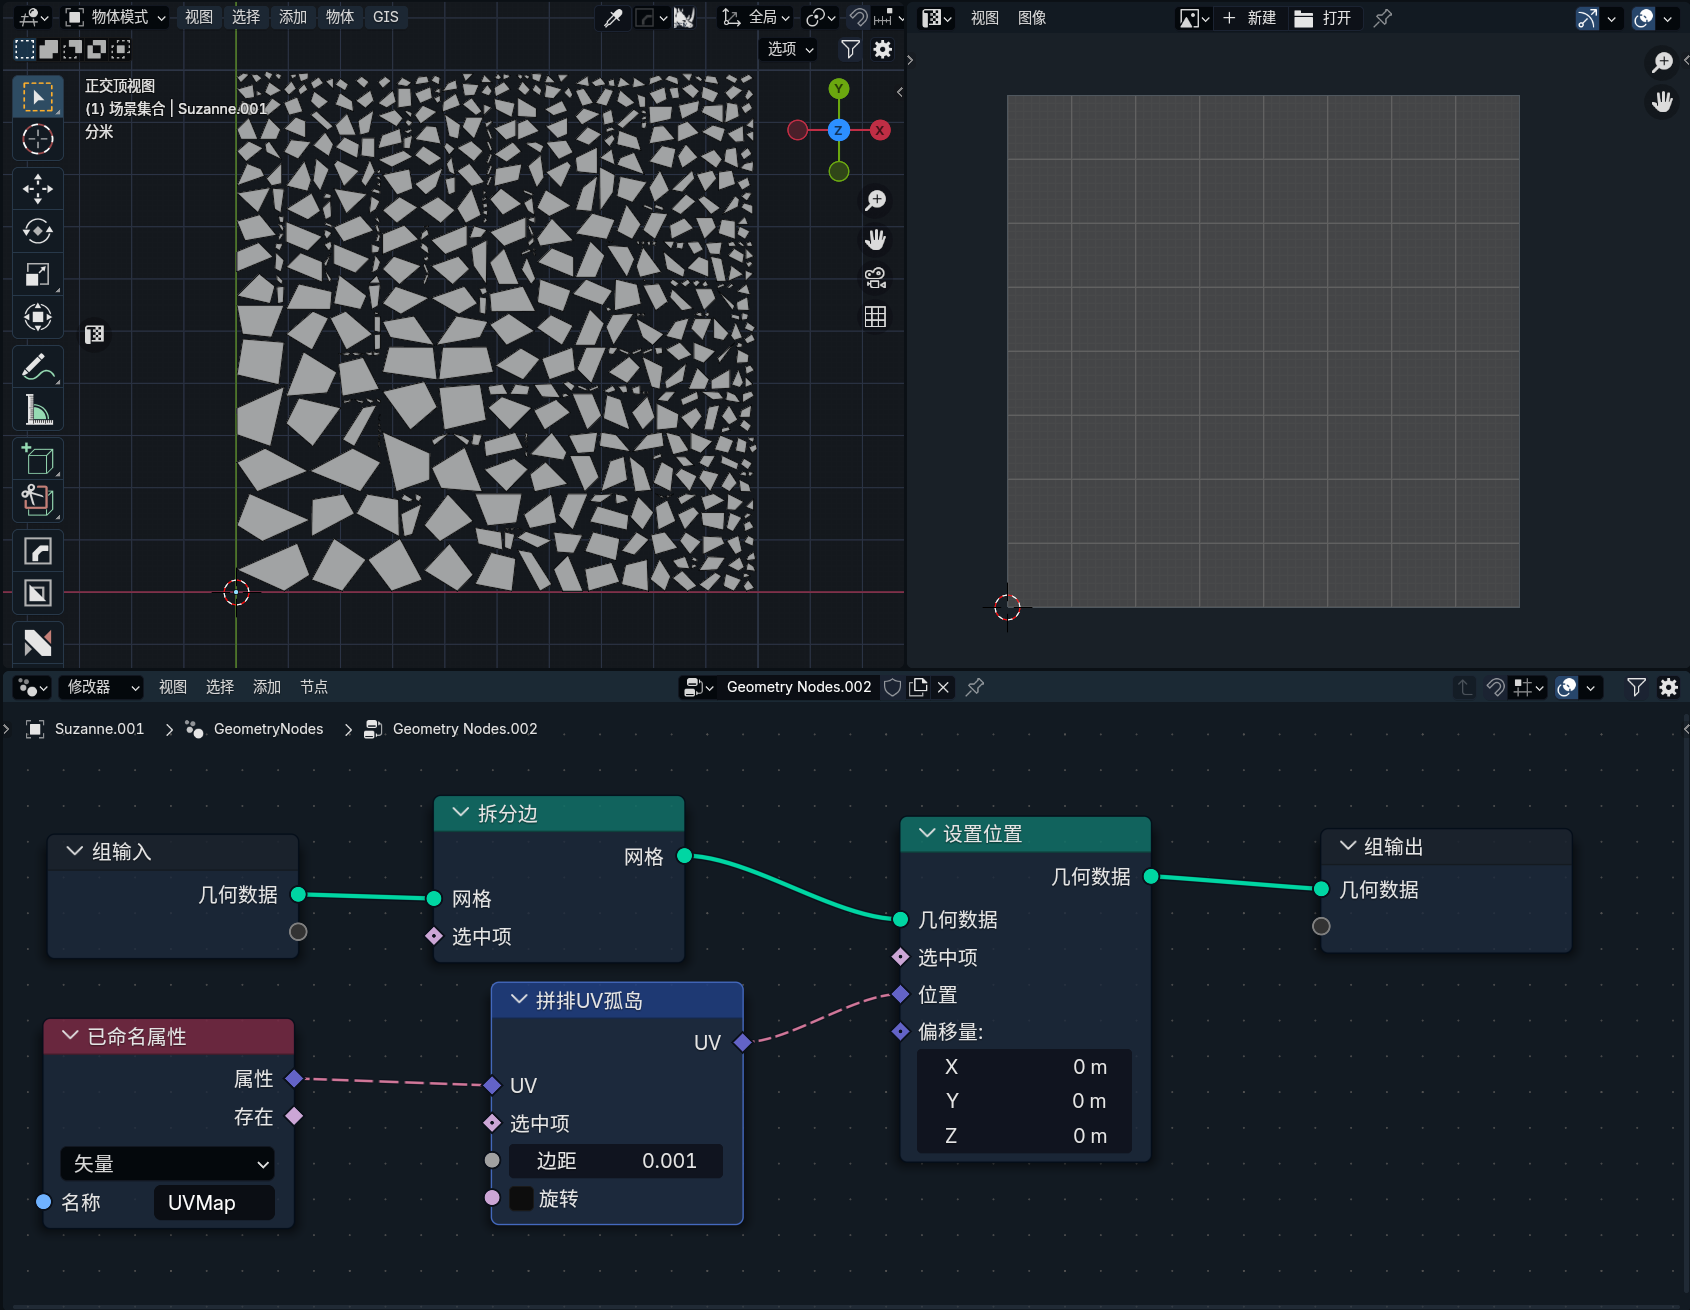 物体模式 视图 选择 添加 物体 GIS 全局
选项
正交顶视图
(1) 场景集合 | Suzanne.001
分米
Y
Z
X
视图 图像 新建 打开
修改器 视图 选择 添加 节点 Geometry Nodes.002
Suzanne.001 GeometryNodes Geometry Nodes.002
组输入
几何数据
拆分边
网格
网格
选中项
已命名属性
属性
存在
矢量
名称 UVMap
拼排UV孤岛
UV
UV
选中项
边距 0.001
旋转
设置位置
几何数据
几何数据
选中项
位置
偏移量:
X 0 m
Y 0 m
Z 0 m
组输出
几何数据